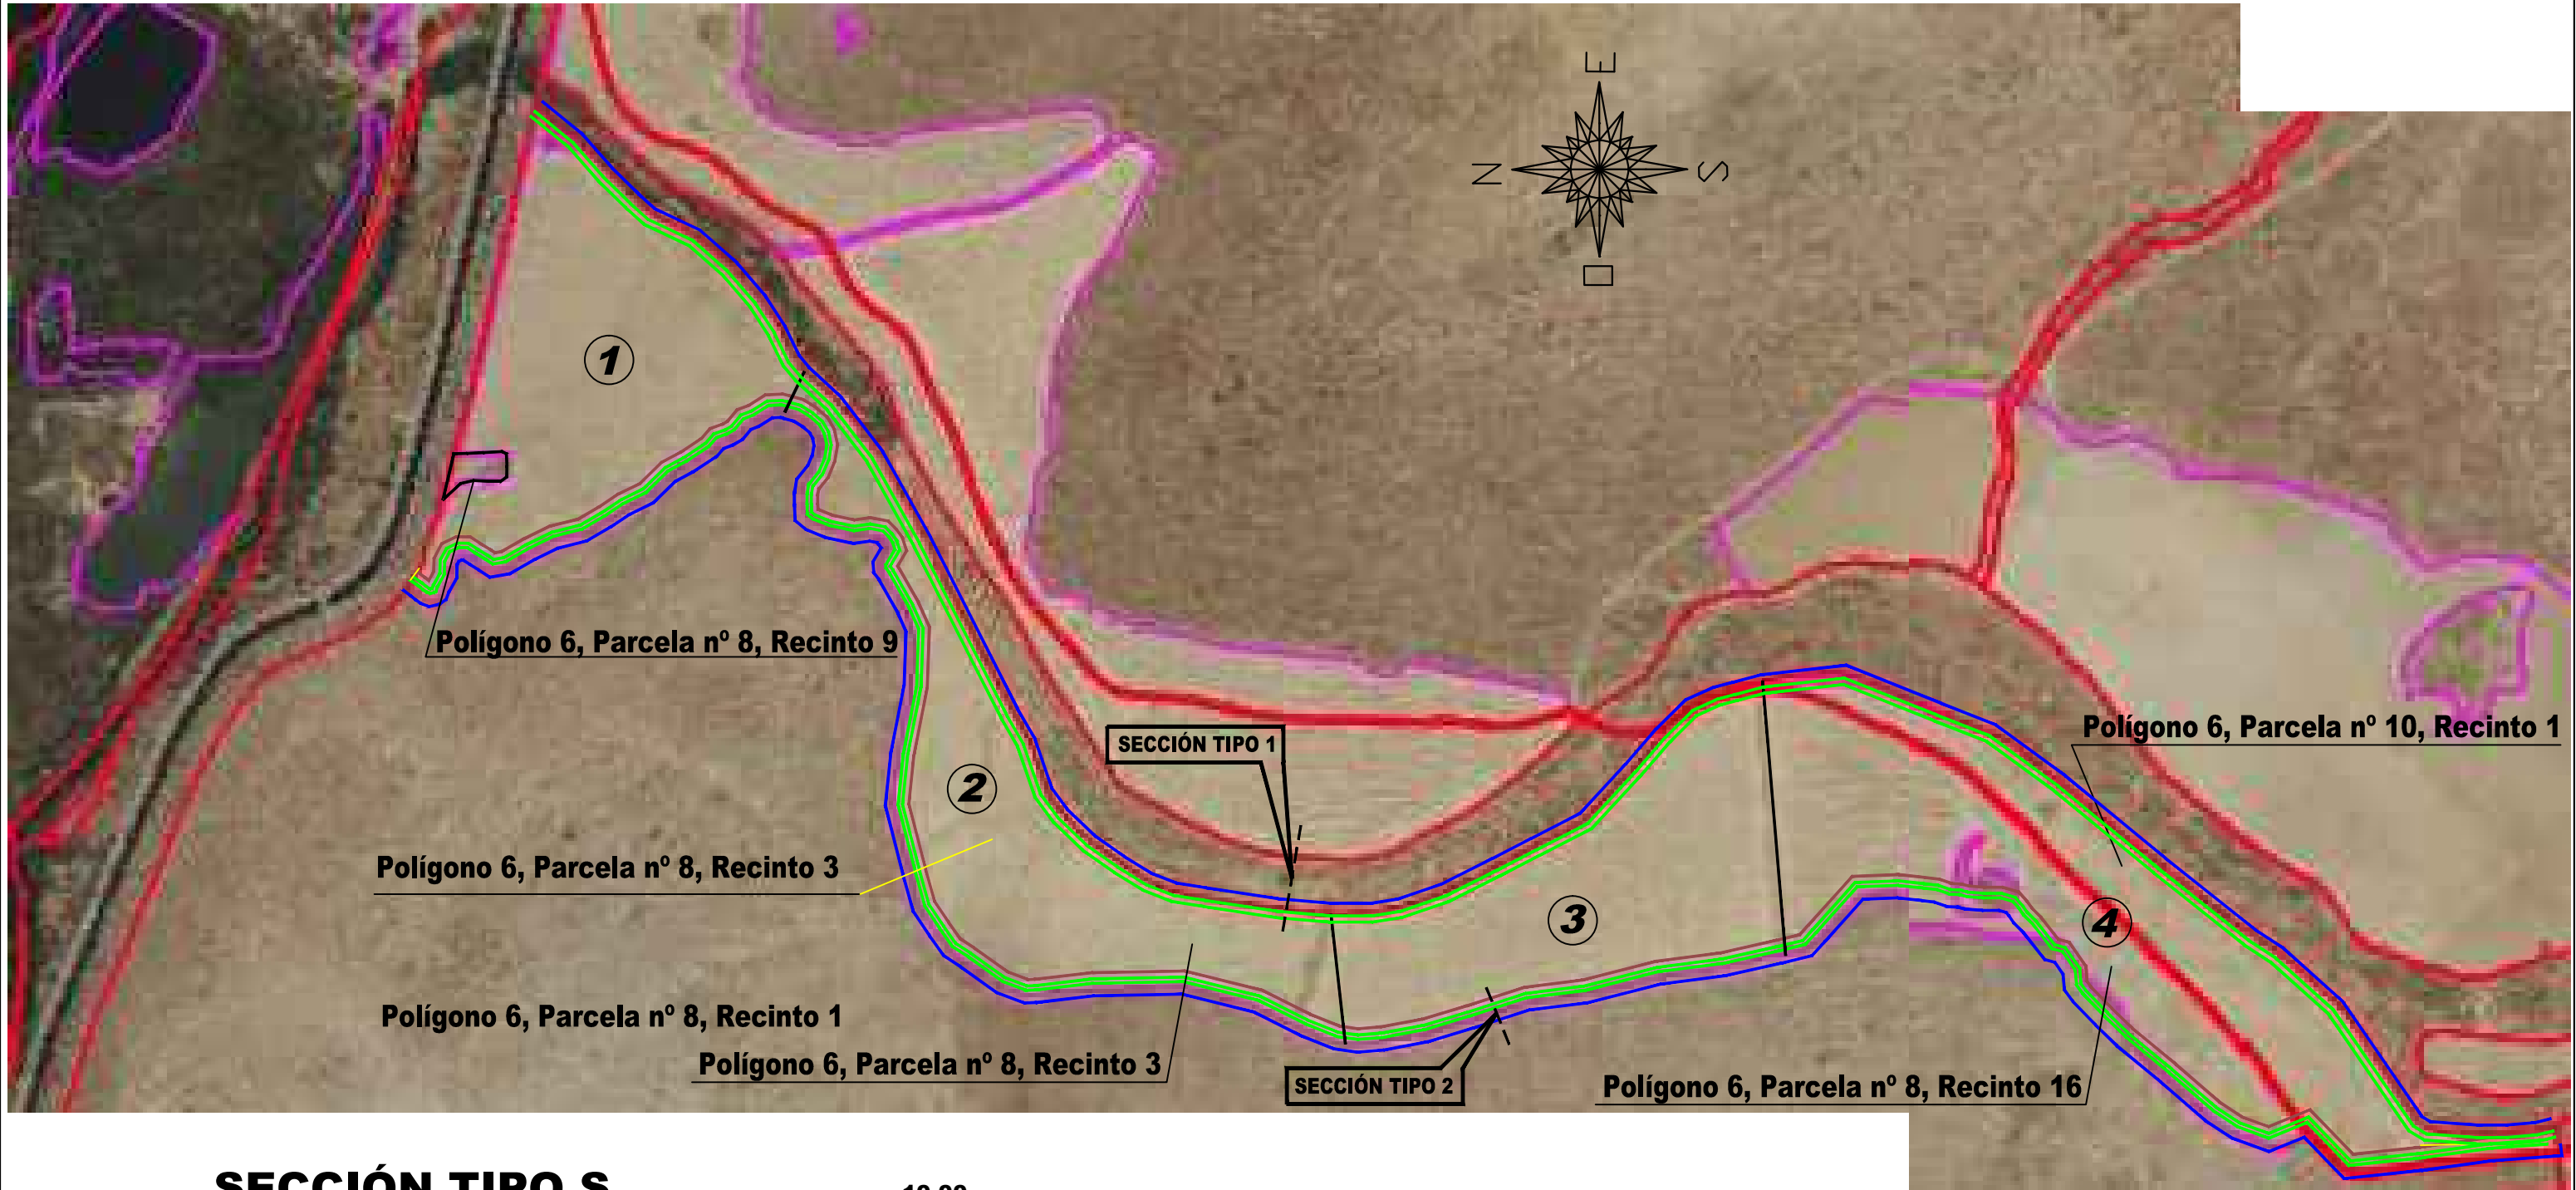 E
N
S
O
1
Polígono 6, Parcela nº 8, Recinto 9
Polígono 6, Parcela nº 10, Recinto 1
SECCIÓN TIPO 1
2
Polígono 6, Parcela nº 8, Recinto 3
3
4
Polígono 6, Parcela nº 8, Recinto 1
Polígono 6, Parcela nº 8, Recinto 3
SECCIÓN TIPO 2
Polígono 6, Parcela nº 8, Recinto 16
SECCIÓN TIPO S